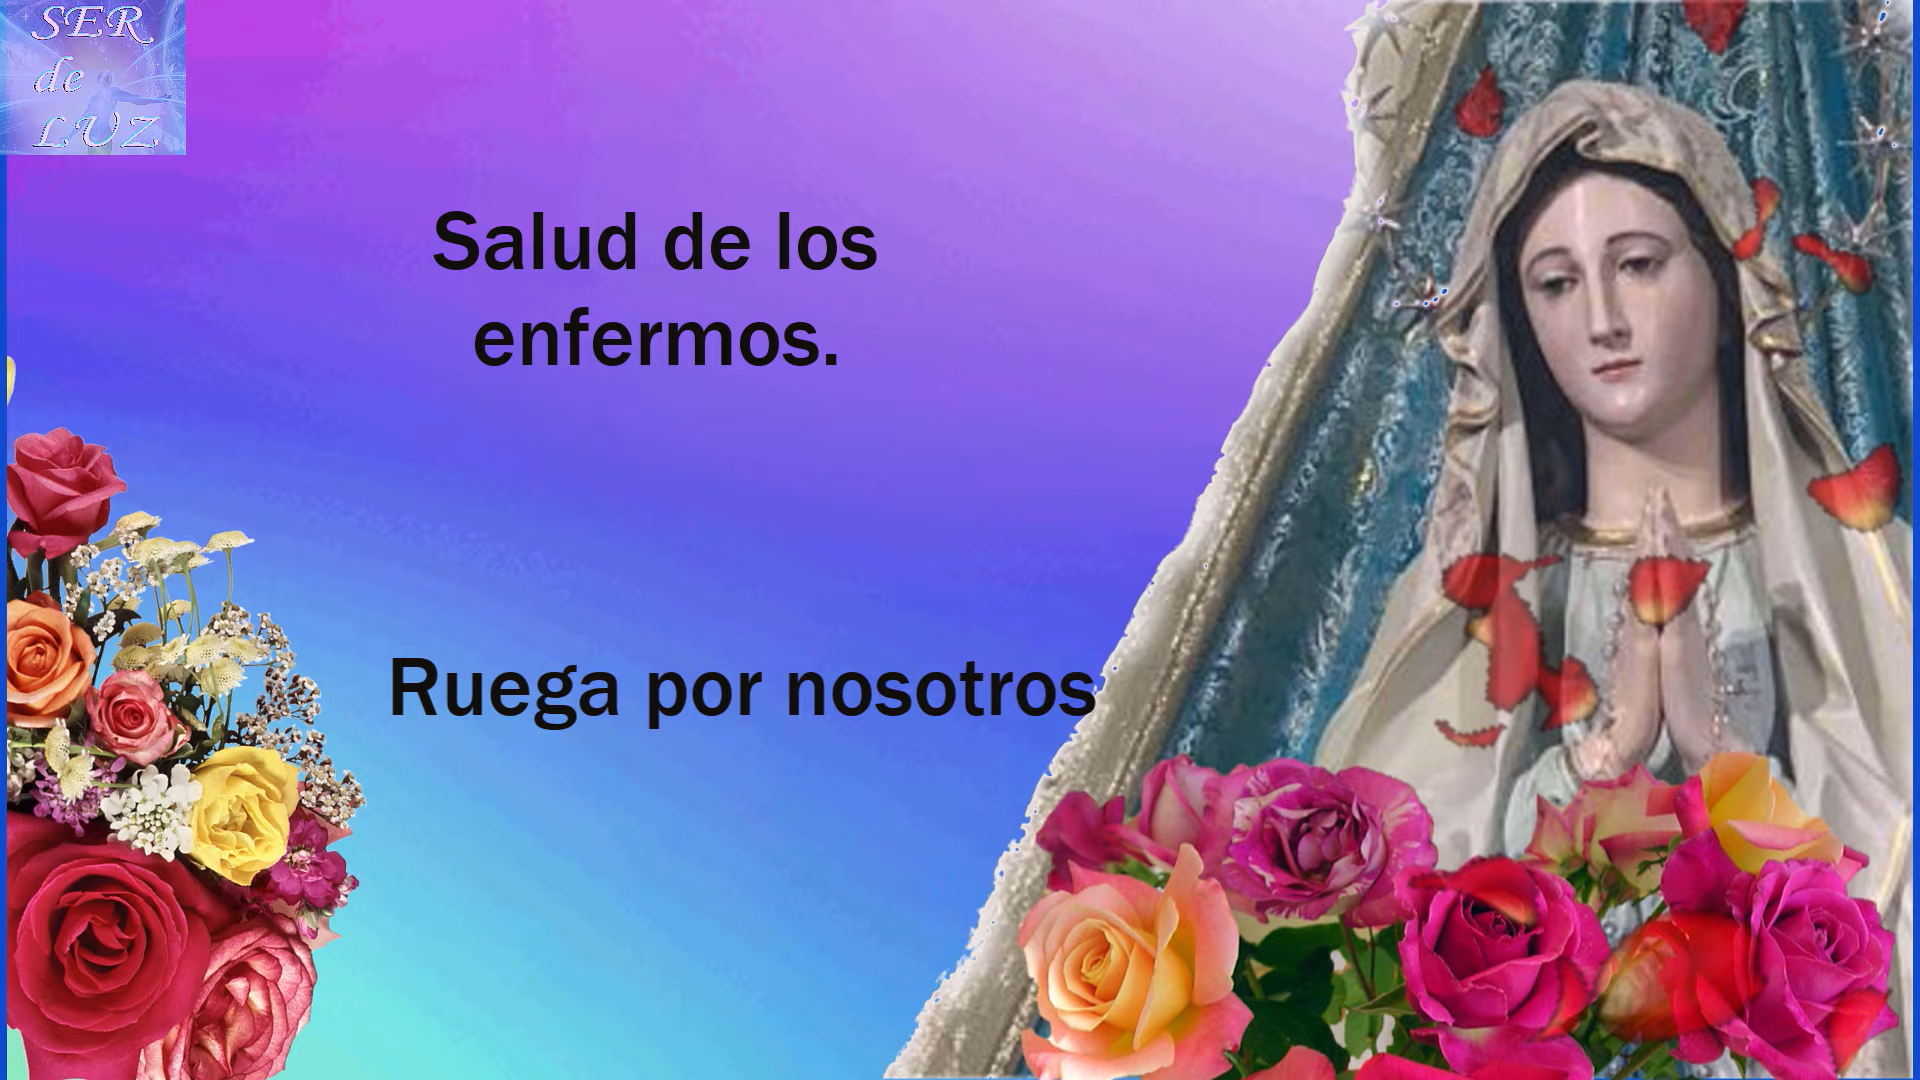 SER
de
LUZ
Salud de los
enfermos.
Ruega por nosotros